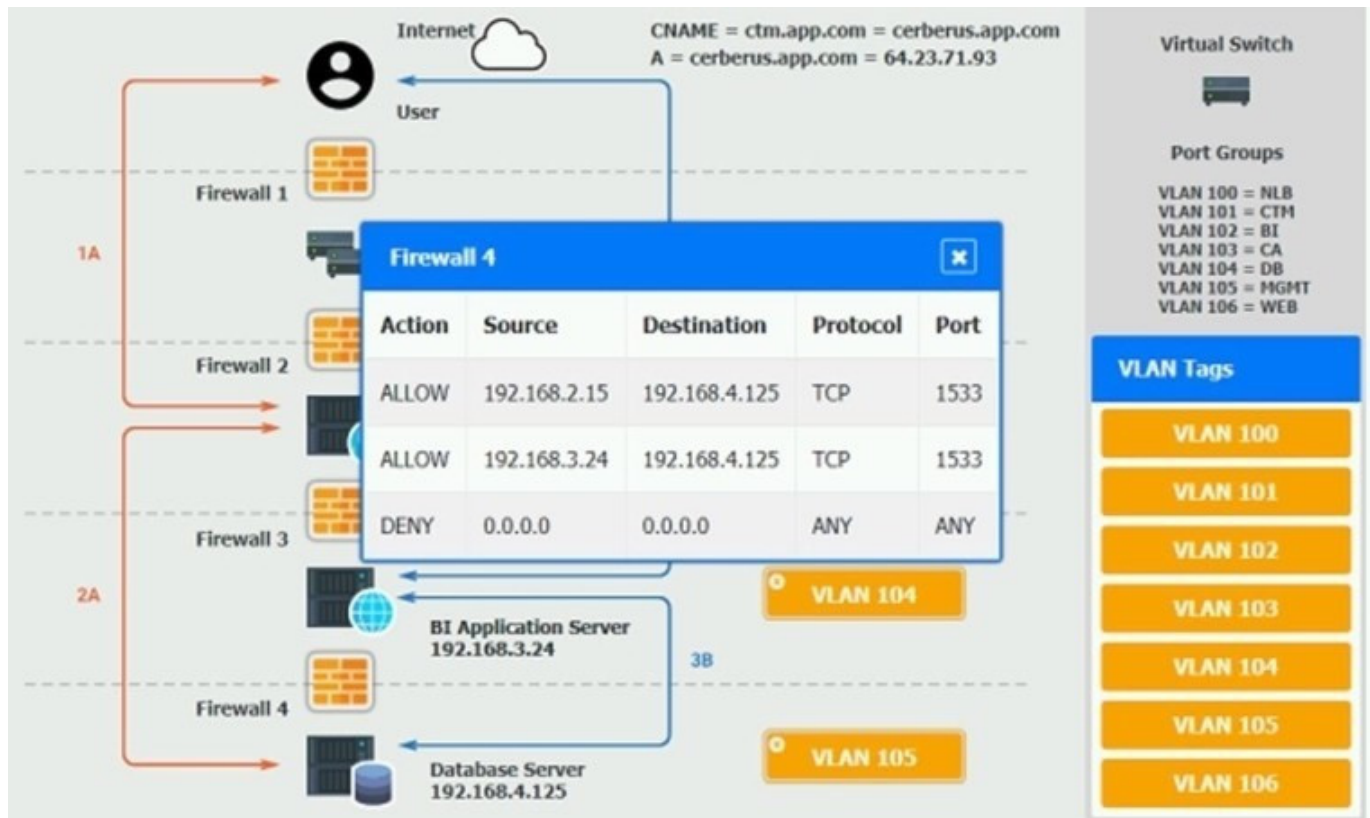 Internet
CNAME = ctm.app.com = cerberus.app.com
A = cerberus.app.com = 64.23.71.93
User
Firewall 1
1A
Firewall 2
Firewall 3
2A
BI Application Server
192.168.3.24
3B
Firewall 4
Database Server
192.168.4.125
VLAN 104
VLAN 105
Firewall 4
Action Source Destination Protocol Port
ALLOW 192.168.2.15 192.168.4.125 TCP 1533
ALLOW 192.168.3.24 192.168.4.125 TCP 1533
DENY 0.0.0.0 0.0.0.0 ANY ANY
Virtual Switch
Port Groups
VLAN 100 = NLB
VLAN 101 = CTM
VLAN 102 = BI
VLAN 103 = CA
VLAN 104 = DB
VLAN 105 = MGMT
VLAN 106 = WEB
VLAN Tags
VLAN 100
VLAN 101
VLAN 102
VLAN 103
VLAN 104
VLAN 105
VLAN 106